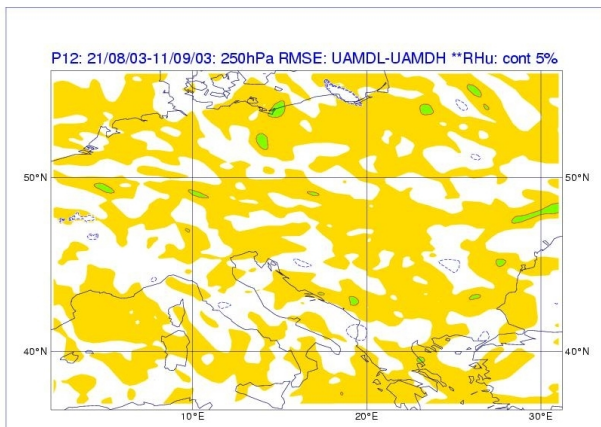 P12: 21/08/03-11/09/03: 250hPa RMSE: UAMDL-UAMDH **RHu: cont 5%
50°N 50°N
40°N 40°N
10°E 20°E 30°E